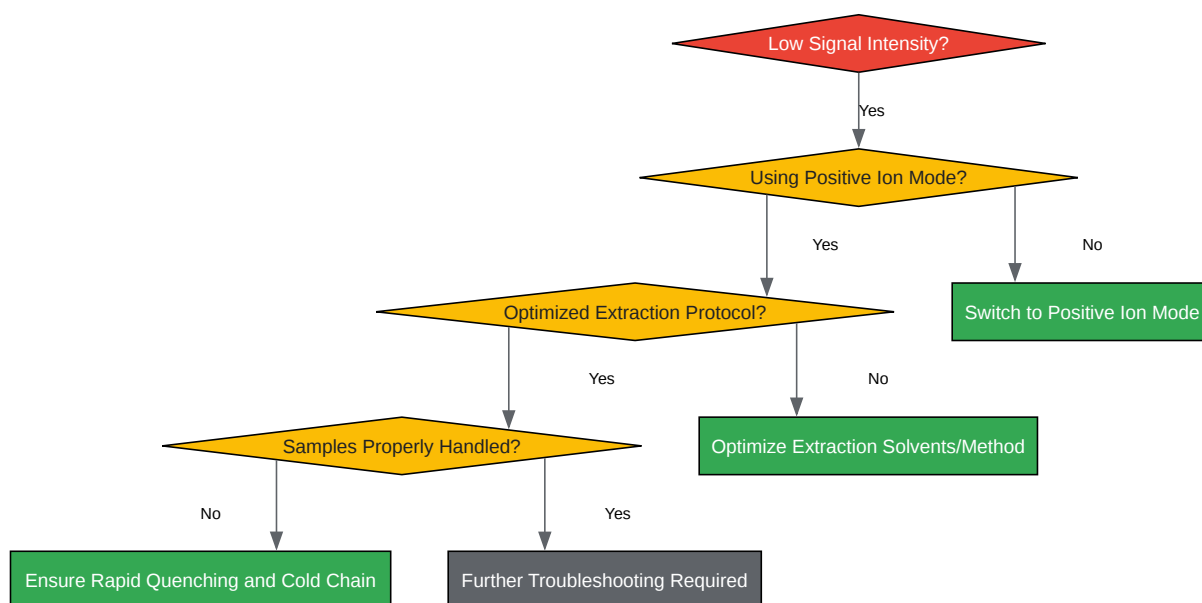 Low Signal Intensity?
Yes
Using Positive Ion Mode?
Yes
No
Optimized Extraction Protocol?
Switch to Positive Ion Mode
Yes
No
Samples Properly Handled?
Optimize Extraction Solvents/Method
No
Yes
Ensure Rapid Quenching and Cold Chain
Further Troubleshooting Required